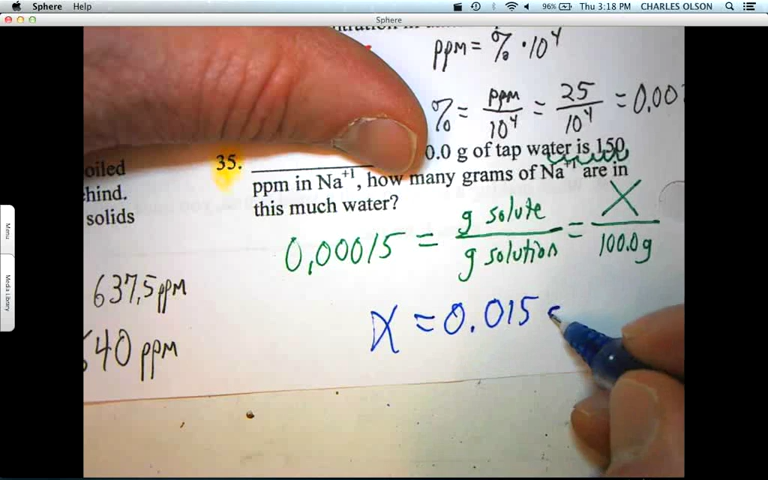 Sphere Help 96% Thu 3:18 PM CHARLES OLSON
Sphere
ppm = % · 10⁴
% = ppm / 10⁴ = 25 / 10⁴ = 0.00
35. 0.0 g of tap water is 150
ppm in Na⁺¹, how many grams of Na⁺¹ are in
this much water?
oiled
hind.
solids
0.00015 = g solute / g solution = X / 100.0g
637.5 ppm
X = 0.015
40 ppm
Menu
Media Library